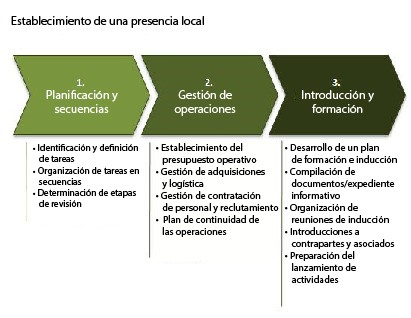 Establecimiento de una presencia local
1.
Planificación y
secuencias
2.
Gestión de
operaciones
3.
Introducción y
formación
• Identificación y definición
de tareas
• Organización de tareas en
secuencias
• Determinación de etapas
de revisión
• Establecimiento del
presupuesto operativo
• Gestión de adquisiciones
y logística
• Gestión de contratación
de personal y reclutamiento
• Plan de continuidad de
las operaciones
• Desarrollo de un plan
de formación e inducción
• Compilación de
documentos/expediente
informativo
• Organización de
reuniones de inducción
• Introducciones a
contrapartes y asociados
• Preparación del
lanzamiento de
actividades